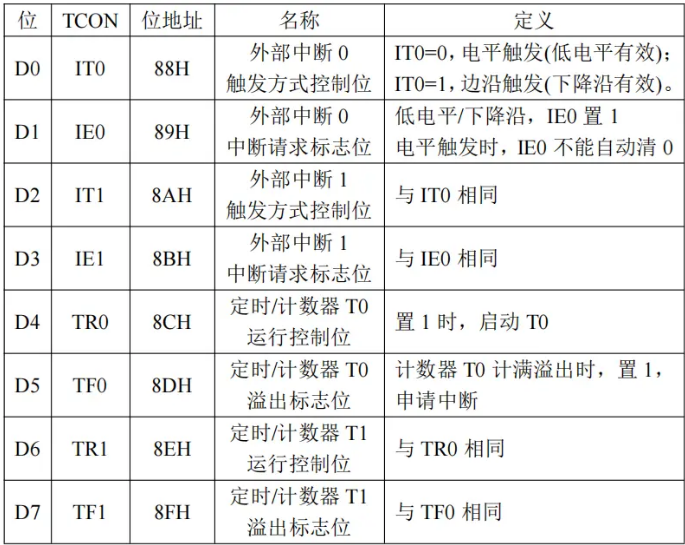 位 TCON 位地址 名称 定义
D0 IT0 88H 外部中断 0 触发方式控制位 IT0=0，电平触发(低电平有效)；
IT0=1，边沿触发(下降沿有效)。
D1 IE0 89H 外部中断 0 中断请求标志位 低电平/下降沿，IE0 置 1
电平触发时，IE0 不能自动清 0
D2 IT1 8AH 外部中断 1 触发方式控制位 与 IT0 相同
D3 IE1 8BH 外部中断 1 中断请求标志位 与 IE0 相同
D4 TR0 8CH 定时/计数器 T0 运行控制位 置 1 时，启动 T0
D5 TF0 8DH 定时/计数器 T0 溢出标志位 计数器 T0 计满溢出时，置 1，
申请中断
D6 TR1 8EH 定时/计数器 T1 运行控制位 与 TR0 相同
D7 TF1 8FH 定时/计数器 T1 溢出标志位 与 TF0 相同